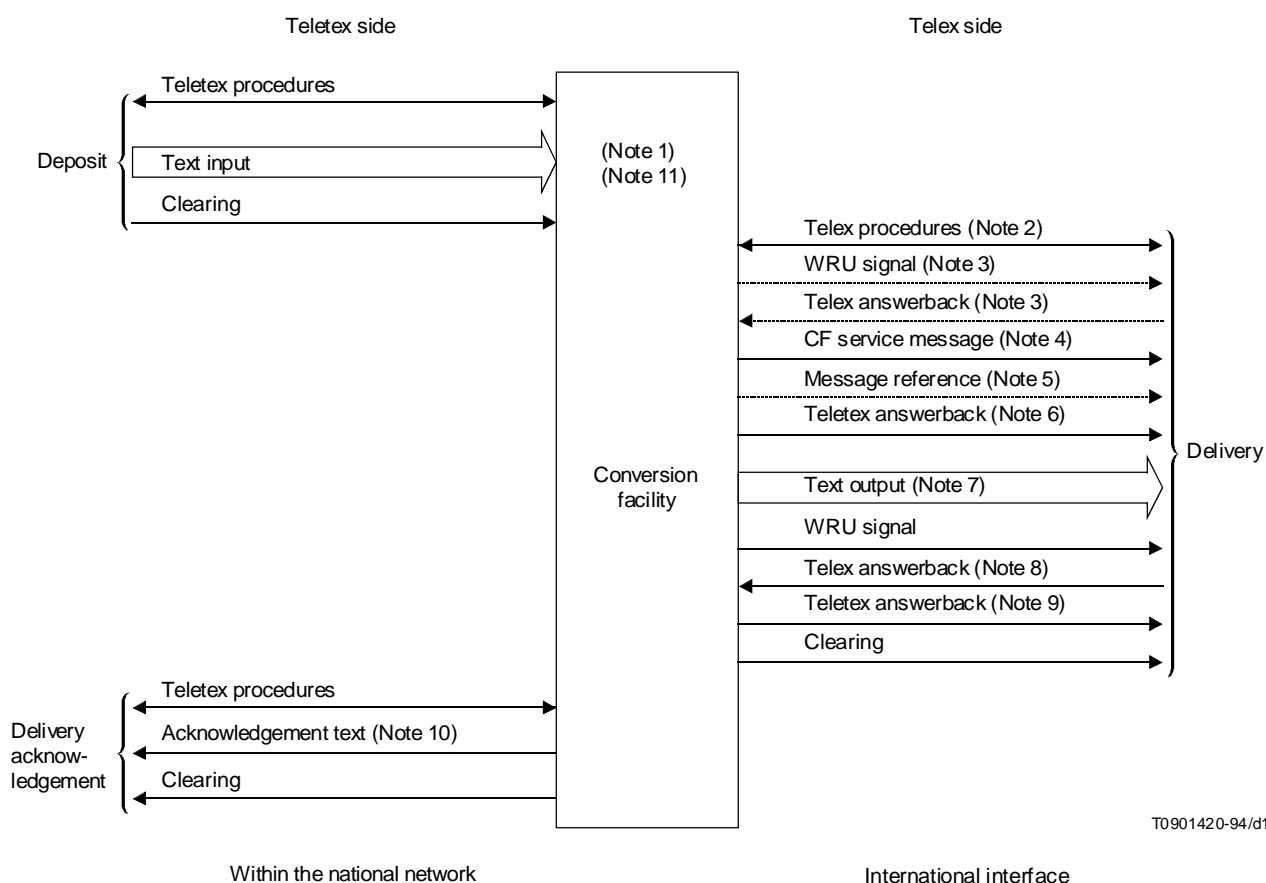 Teletex side
Telex side
Teletex procedures
Deposit
Text input
Clearing
(Note 1)
(Note 11)
Telex procedures (Note 2)
WRU signal (Note 3)
Telex answerback (Note 3)
CF service message (Note 4)
Message reference (Note 5)
Teletex answerback (Note 6)
Delivery
Conversion
facility
Text output (Note 7)
WRU signal
Telex answerback (Note 8)
Teletex answerback (Note 9)
Clearing
Teletex procedures
Delivery
acknow-
ledgement
Acknowledgement text (Note 10)
Clearing
T0901420-94/d1
Within the national network
International interface